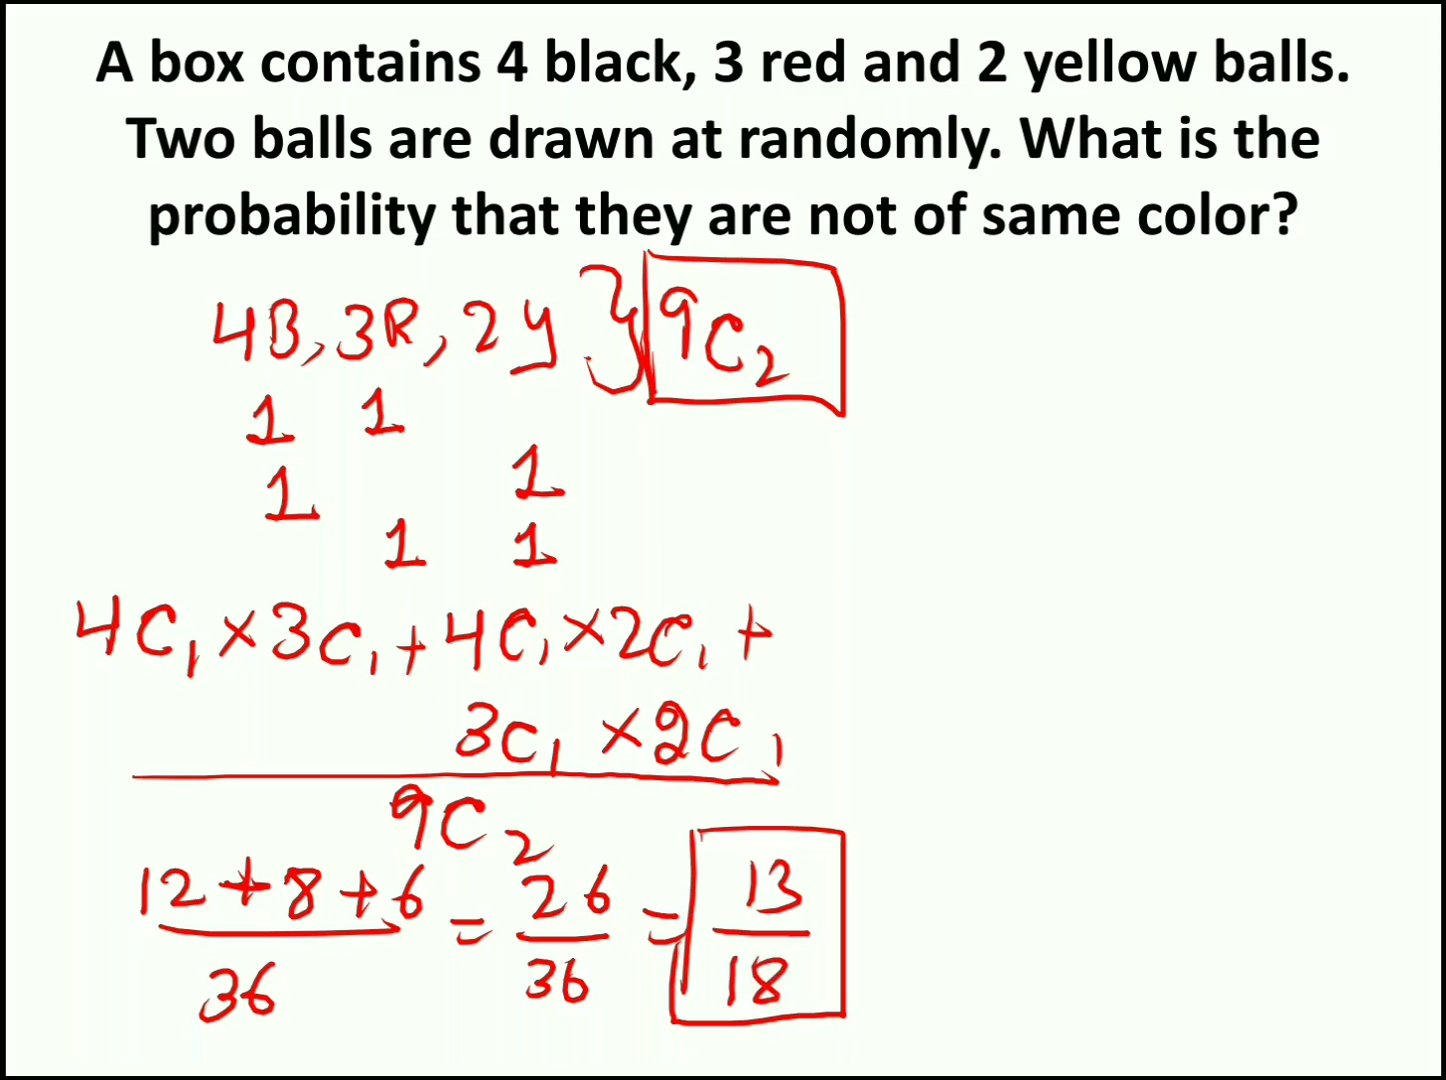 A box contains 4 black, 3 red and 2 yellow balls.
Two balls are drawn at randomly. What is the
probability that they are not of same color?
4B, 3R, 2y } 9C2
1 1
1 1
1 1
4C1 × 3C1 + 4C1 × 2C1 +
3C1 × 2C1
9C2
12 + 8 + 6 = 26 = 13
36 36 18